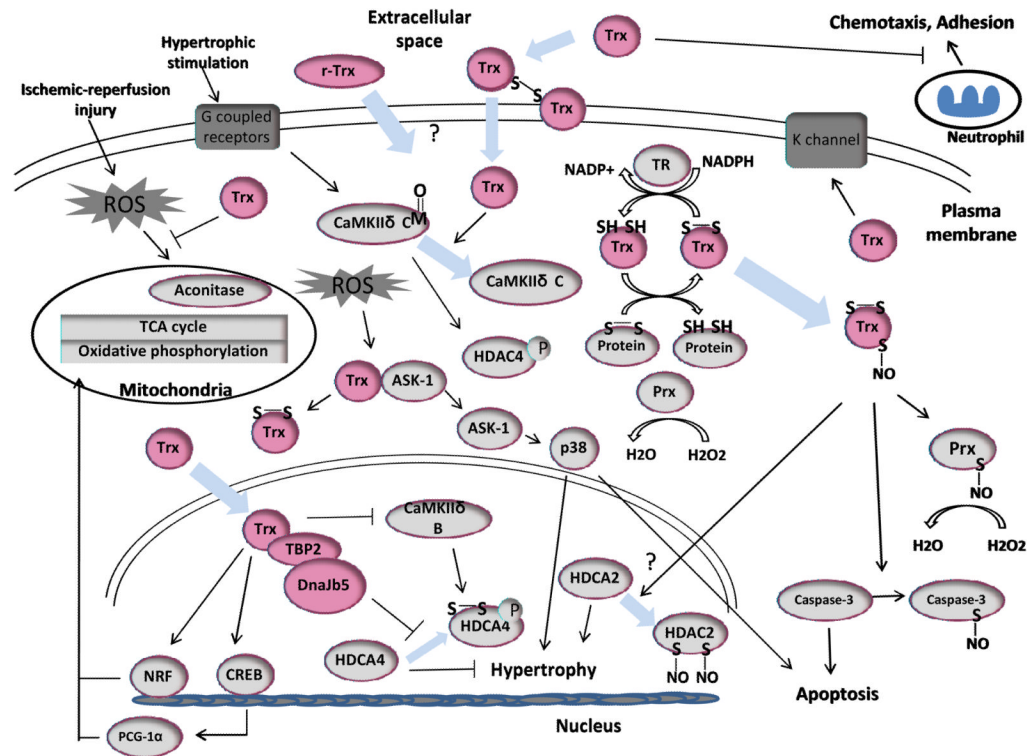 Extracellular
space
Trx
Chemotaxis, Adhesion
Hypertrophic
stimulation
r-Trx
Trx
S
S
Trx
Ischemic-reperfusion
injury
G coupled
receptors
?
Neutrophil
K channel
NADP+
TR
NADPH
ROS
Trx
Trx
O
M
CaMKIIδ C
Plasma
membrane
SH SH
Trx
S S
Trx
Trx
Aconitase
ROS
CaMKIIδ C
TCA cycle
Oxidative phosphorylation
Mitochondria
S S
Protein
SH SH
Protein
S S
Trx
S
NO
HDAC4
P
Trx
ASK-1
Prx
S S
Trx
ASK-1
p38
H2O
H2O2
Trx
Prx
S
NO
CaMKIIδ
B
Trx
TBP2
DnaJb5
H2O
H2O2
?
HDCA2
Caspase-3
Caspase-3
S
NO
S S
P
HDCA4
HDAC2
S S
NO NO
HDCA4
Hypertrophy
NRF
CREB
Apoptosis
Nucleus
PCG-1α